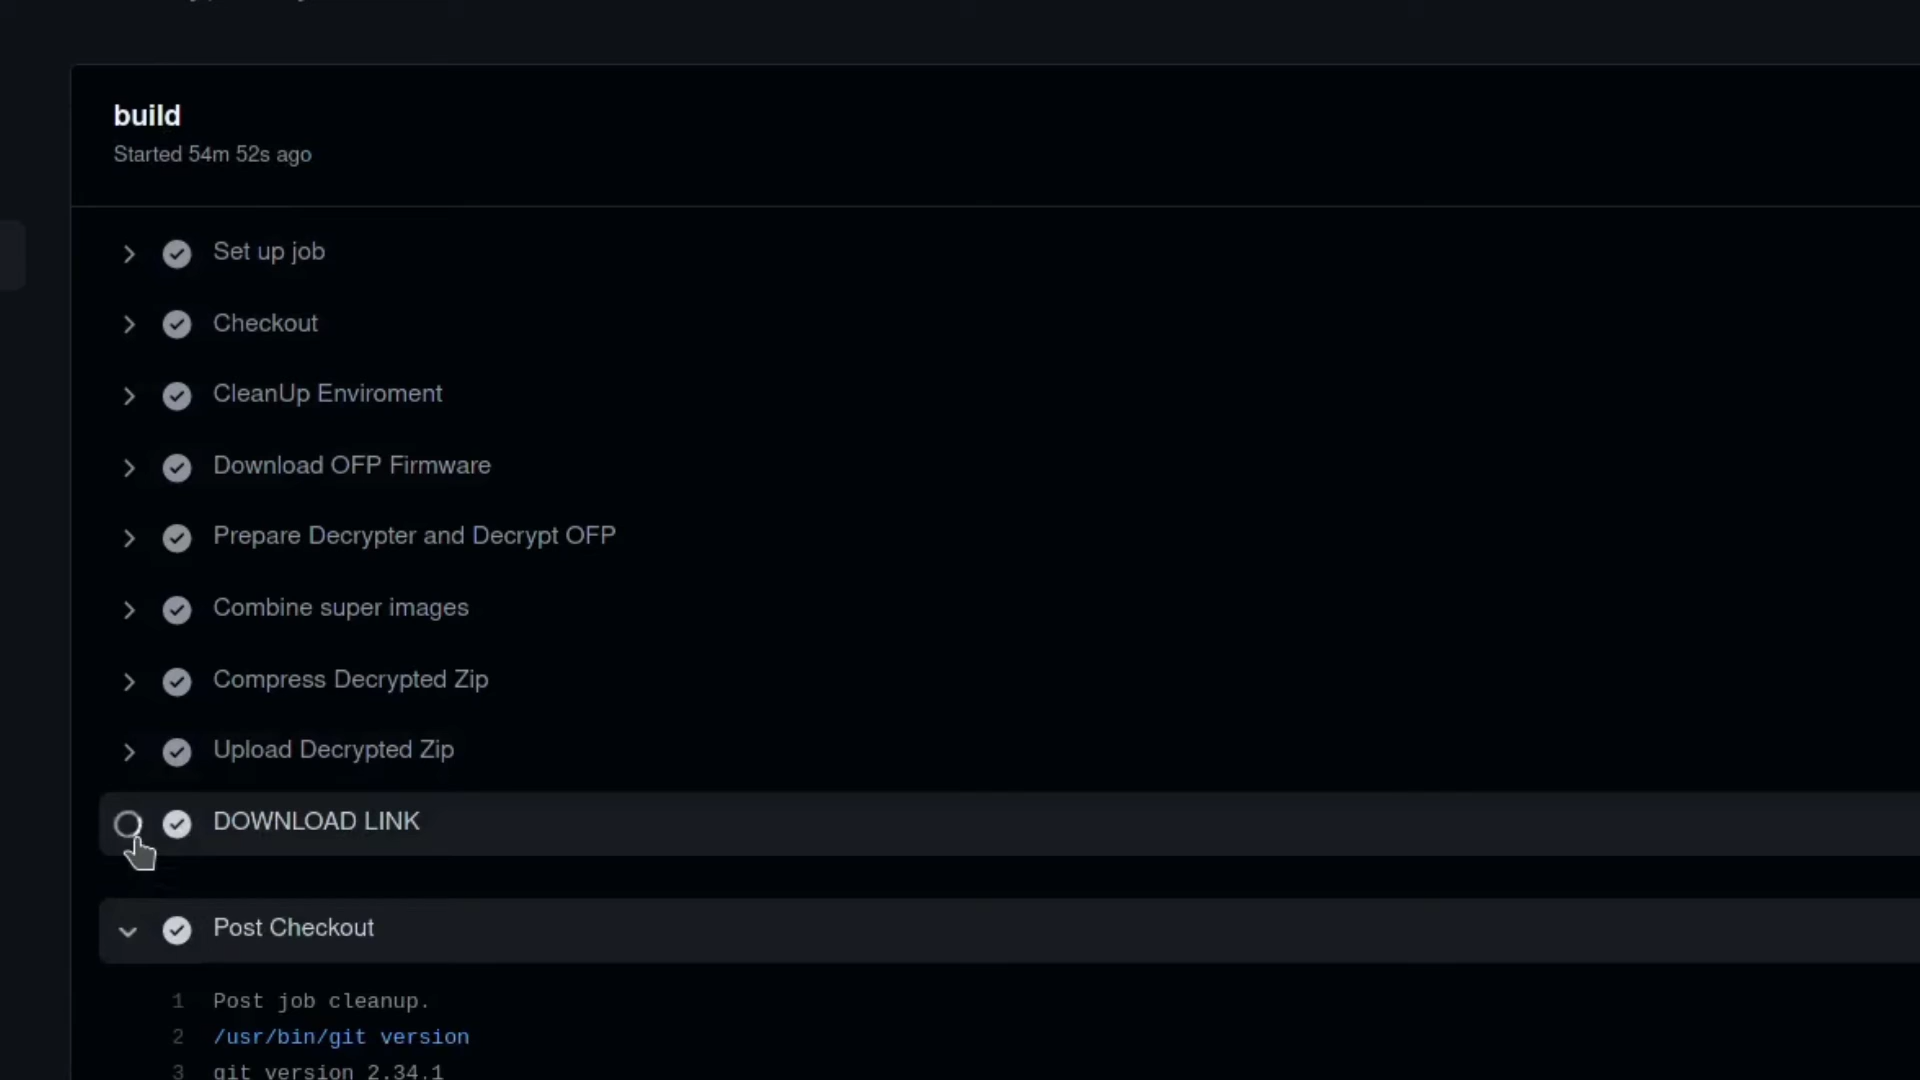 build
Started 54m 52s ago
Set up job
Checkout
CleanUp Enviroment
Download OFP Firmware
Prepare Decrypter and Decrypt OFP
Combine super images
Compress Decrypted Zip
Upload Decrypted Zip
DOWNLOAD LINK
Post Checkout
1 Post job cleanup.
2 /usr/bin/git version
3 git version 2.34.1